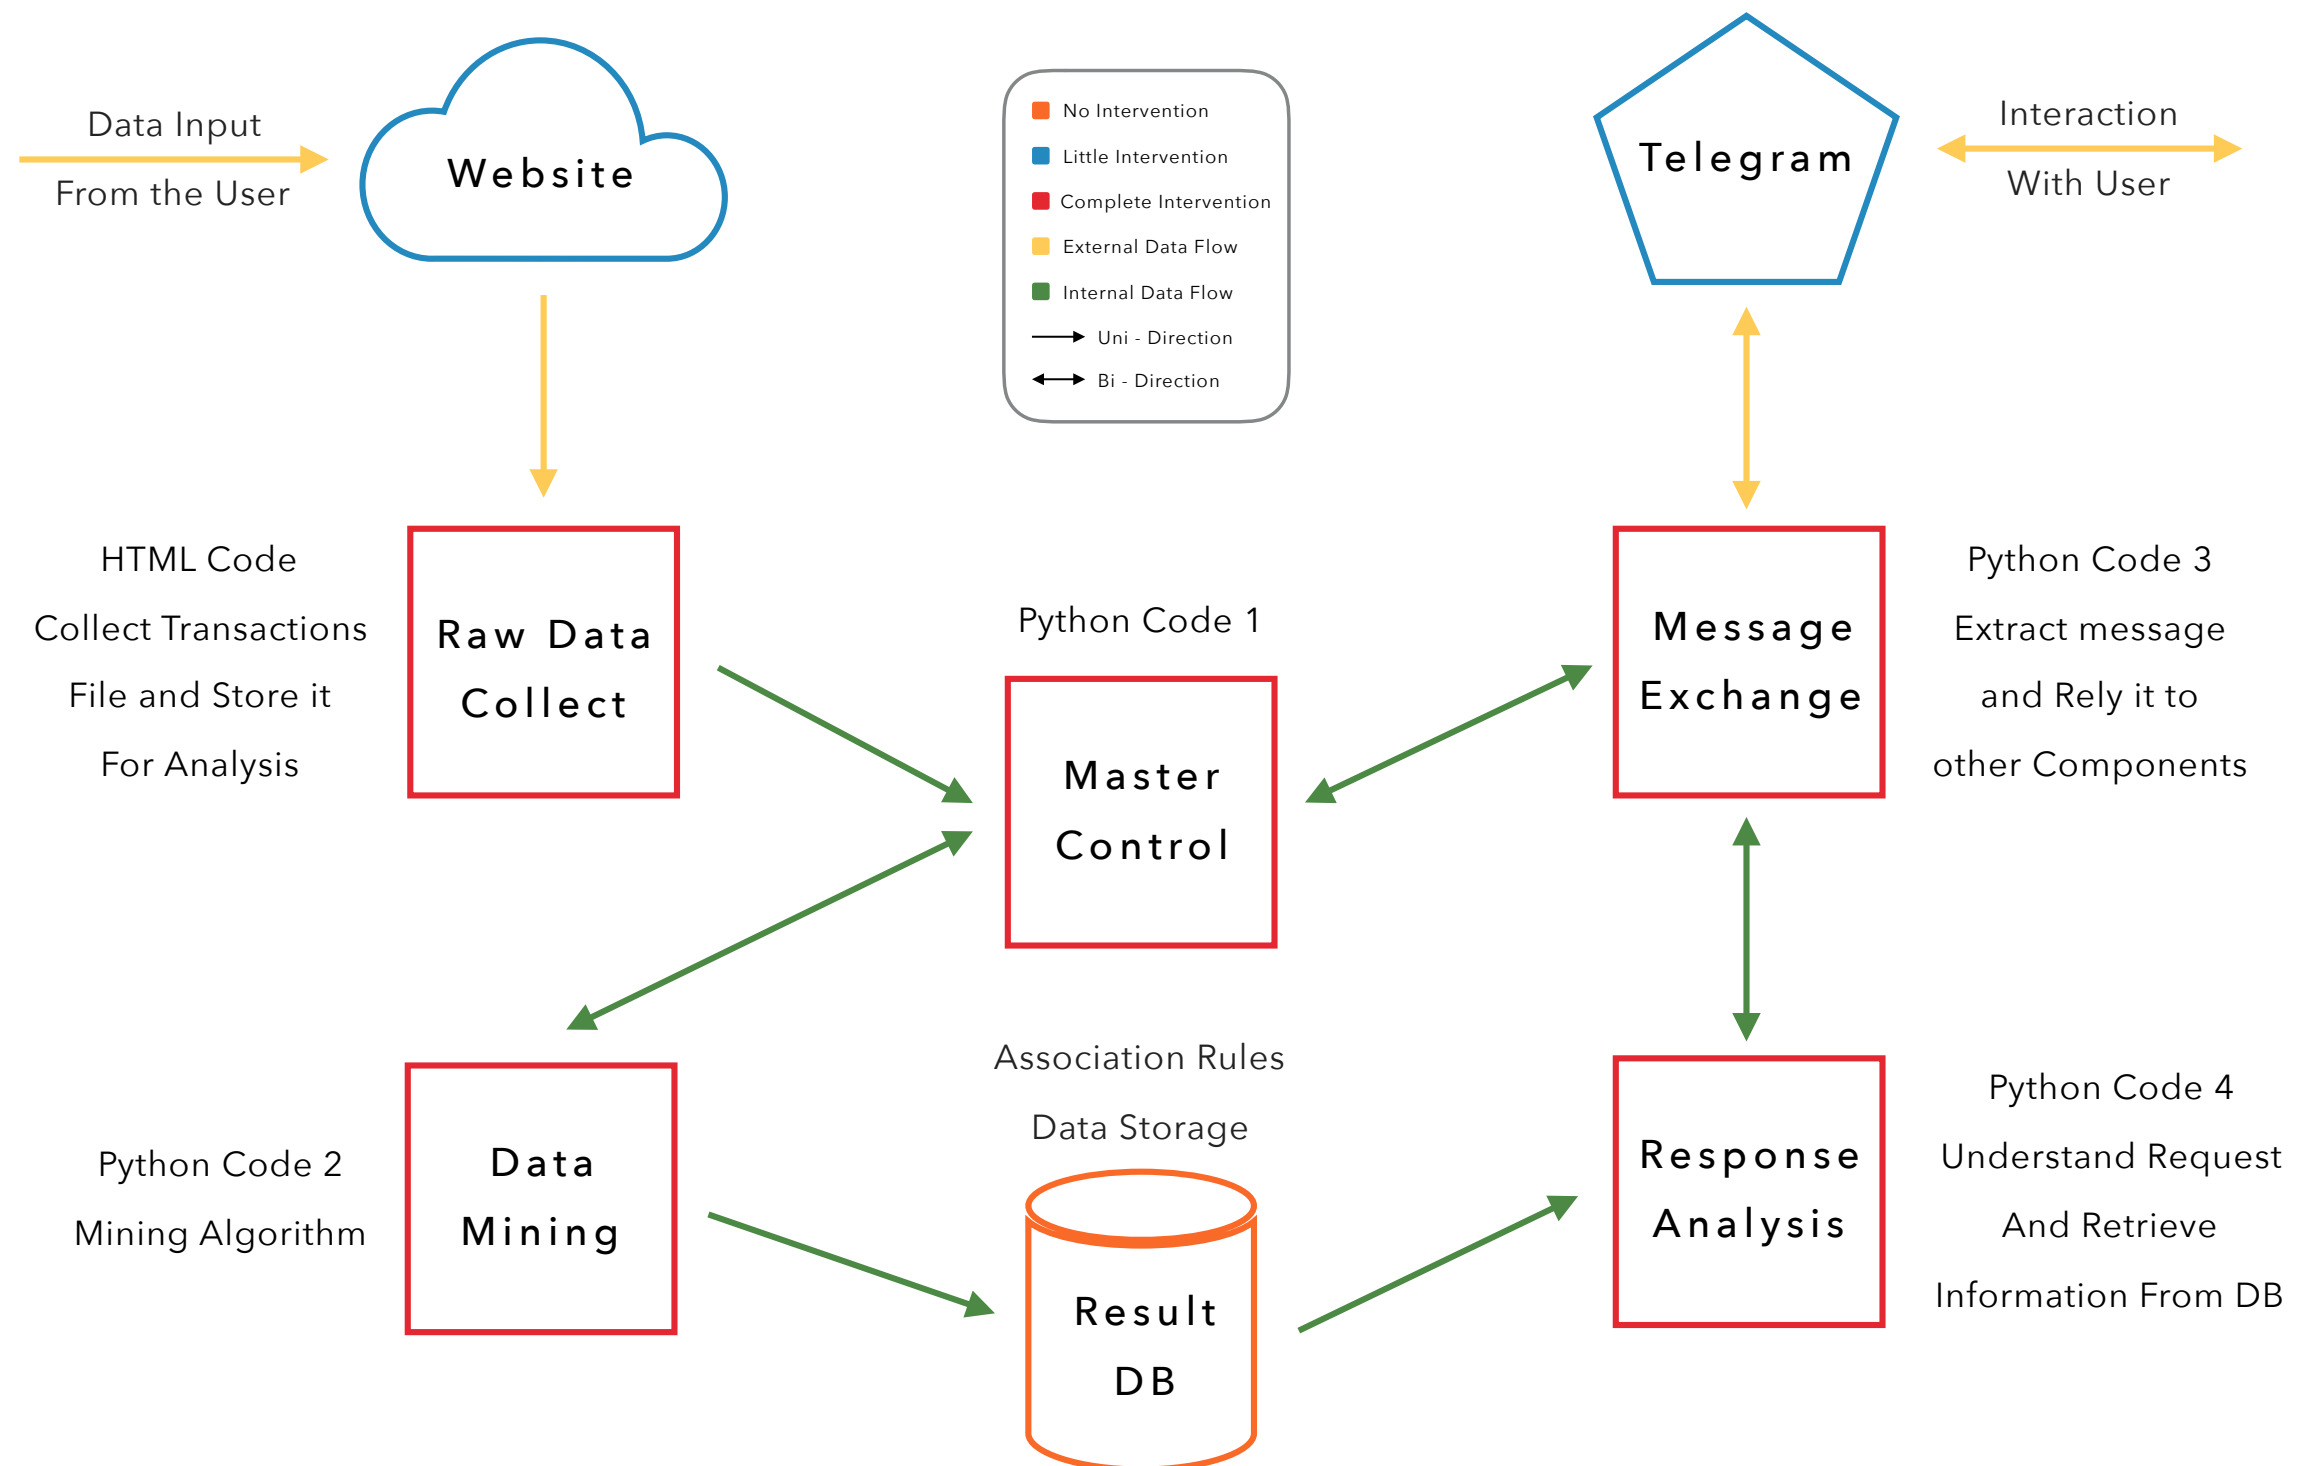 Data Input
From the User
Website
No Intervention
Little Intervention
Complete Intervention
External Data Flow
Internal Data Flow
Uni - Direction
Bi - Direction
Telegram
Interaction
With User
HTML Code
Collect Transactions
File and Store it
For Analysis
Raw Data
Collect
Python Code 1
Master
Control
Message
Exchange
Python Code 3
Extract message
and Rely it to
other Components
Python Code 2
Mining Algorithm
Data
Mining
Association Rules
Data Storage
Result
DB
Response
Analysis
Python Code 4
Understand Request
And Retrieve
Information From DB